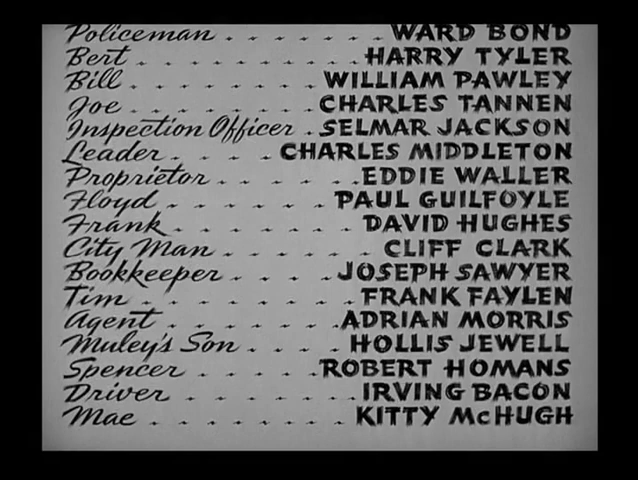 Policeman . . . . . . . WARD BOND
Bert . . . . . . . . . . HARRY TYLER
Bill . . . . . . . . . WILLIAM PAWLEY
Joe . . . . . . . . . CHARLES TANNEN
Inspection Officer . SELMAR JACKSON
Leader . . . . CHARLES MIDDLETON
Proprietor . . . . . . EDDIE WALLER
Floyd . . . . . . . PAUL GUILFOYLE
Frank . . . . . . . . DAVID HUGHES
City Man . . . . . . . CLIFF CLARK
Bookkeeper . . . . . JOSEPH SAWYER
Tim . . . . . . . . . FRANK FAYLEN
Agent . . . . . . . ADRIAN MORRIS
Muley's Son . . . . HOLLIS JEWELL
Spencer . . . . . . ROBERT HOMANS
Driver . . . . . . . . IRVING BACON
Mae . . . . . . . . KITTY McHUGH